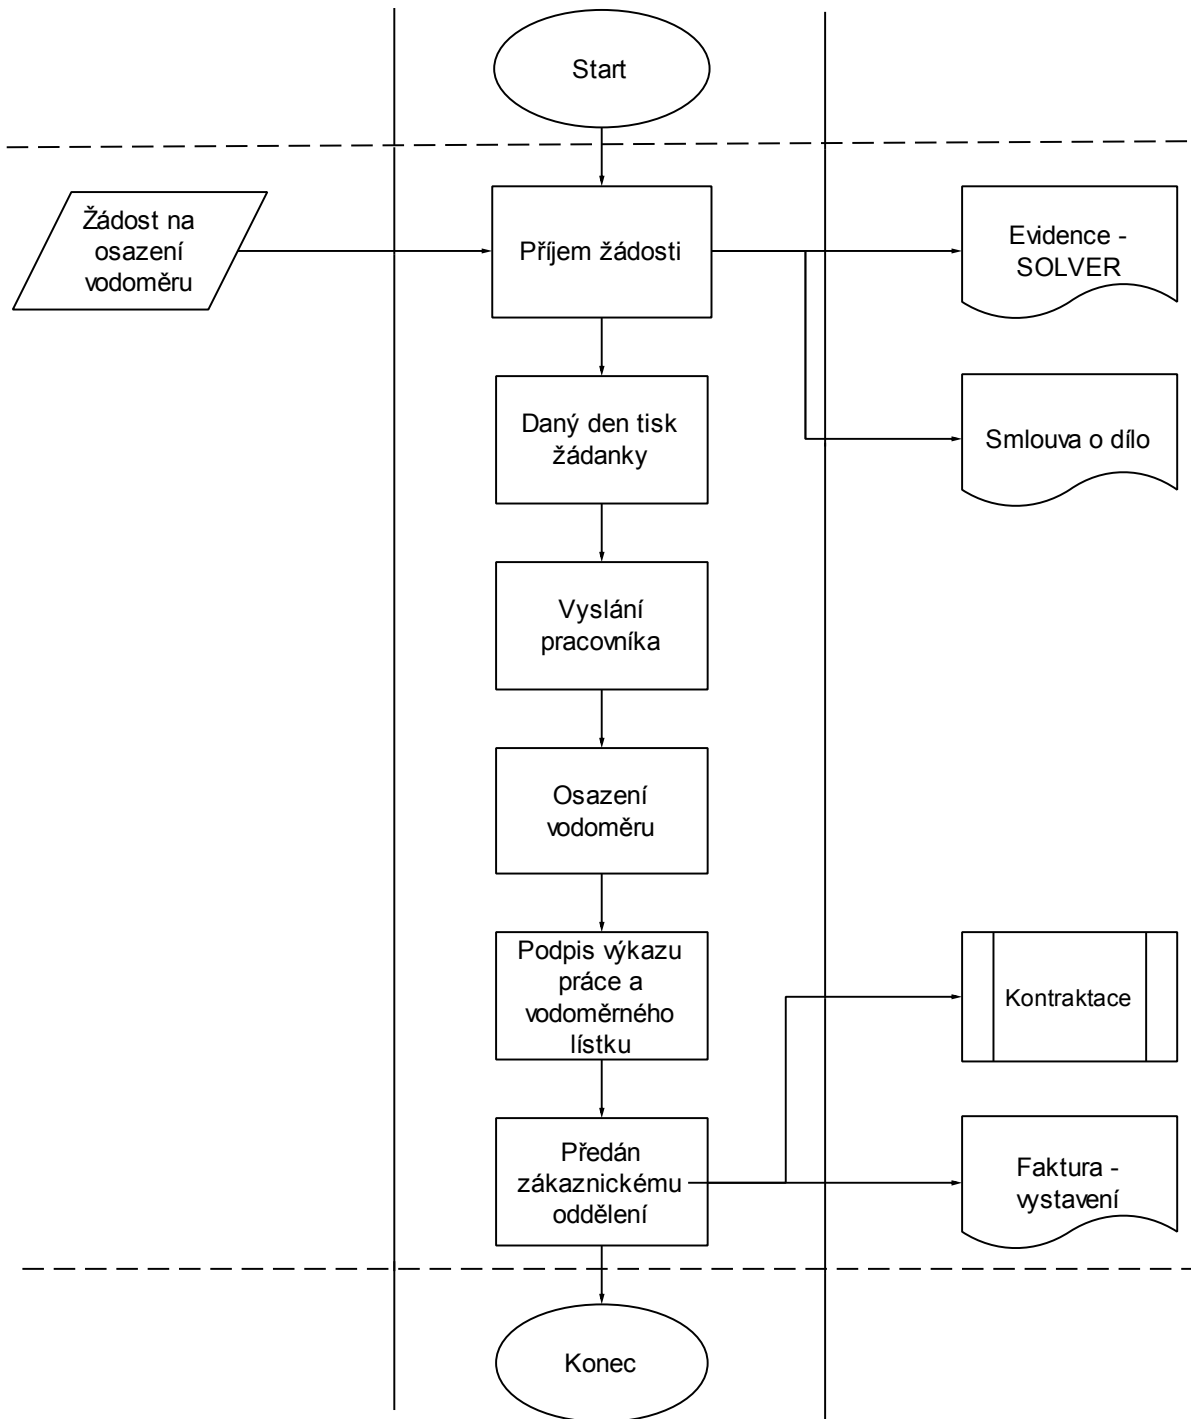 Start
Žádost na
osazení
vodoměru
Příjem žádosti
Evidence -
SOLVER
Daný den tisk
žádanky
Smlouva o dílo
Vyslání
pracovníka
Osazení
vodoměru
Podpis výkazu
práce a
vodoměrného
lístku
Kontraktace
Předán
zákaznickému
oddělení
Faktura -
vystavení
Konec